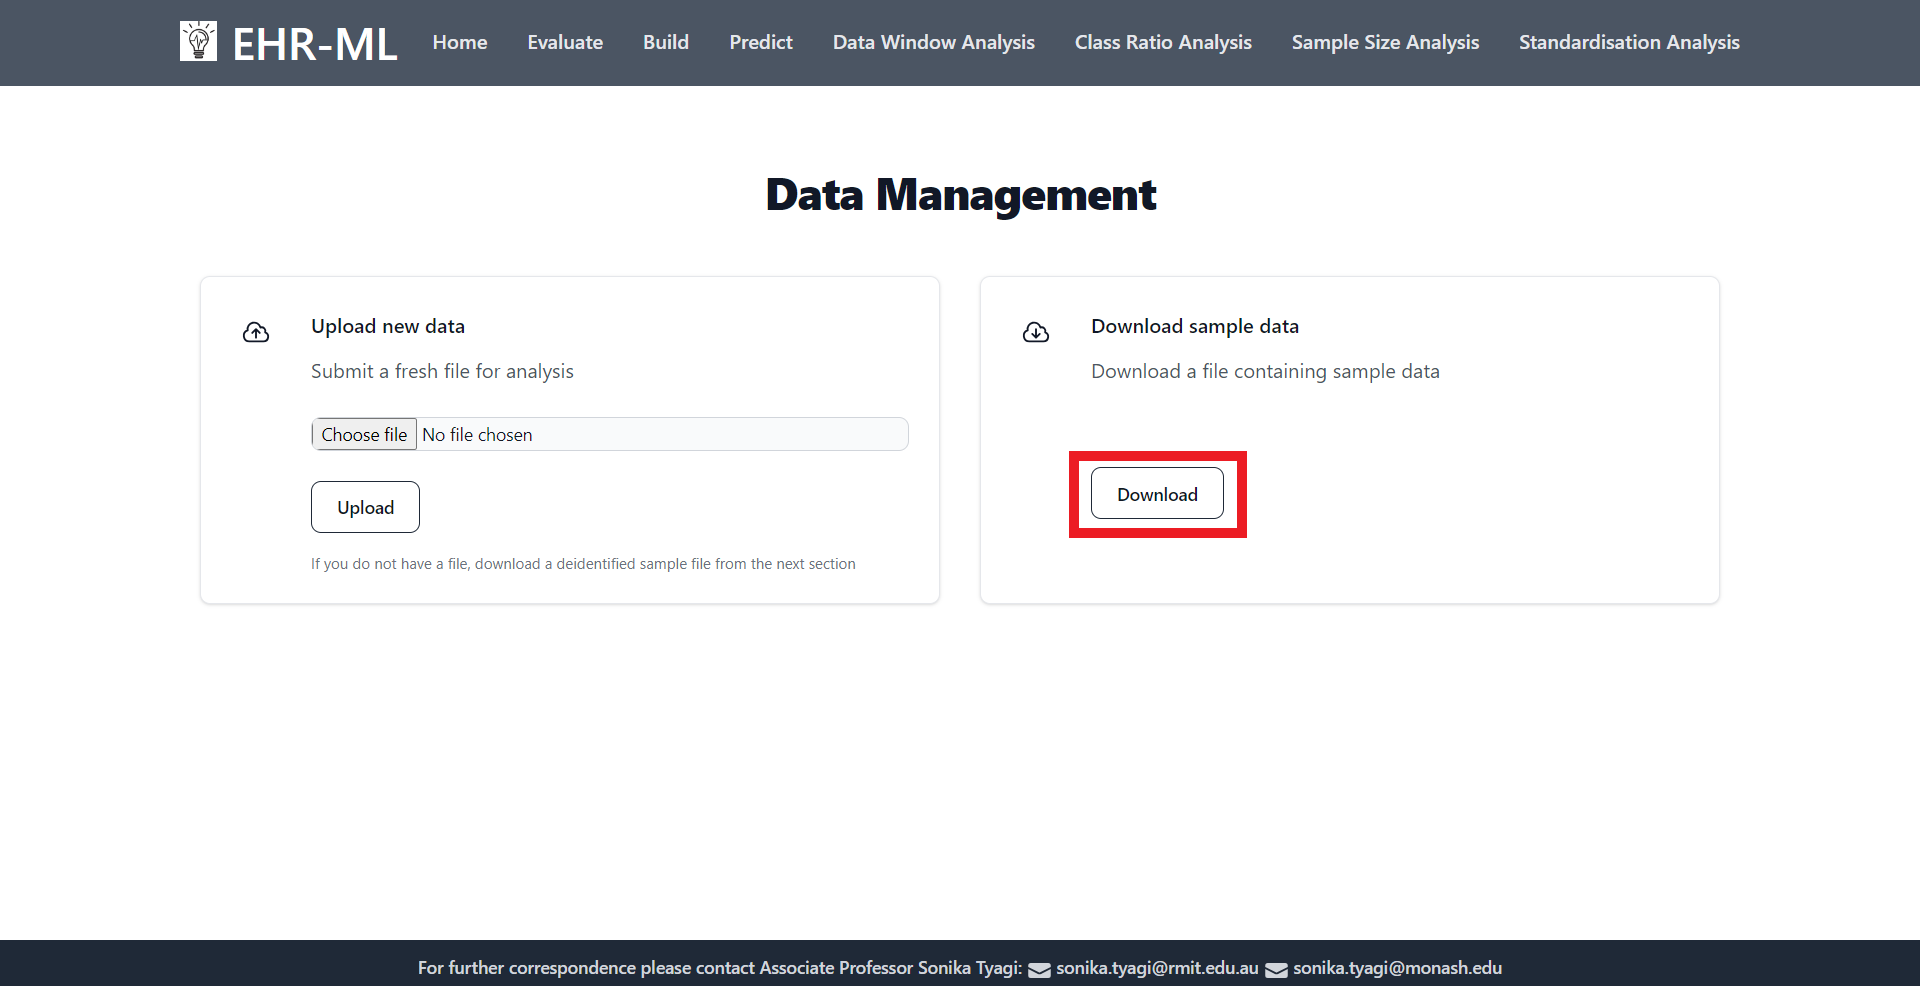 EHR-ML Home Evaluate Build Predict Data Window Analysis Class Ratio Analysis Sample Size Analysis Standardisation Analysis
Data Management
Upload new data
Submit a fresh file for analysis
Choose file No file chosen
Upload
If you do not have a file, download a deidentified sample file from the next section
Download sample data
Download a file containing sample data
Download
For further correspondence please contact Associate Professor Sonika Tyagi: sonika.tyagi@rmit.edu.au sonika.tyagi@monash.edu